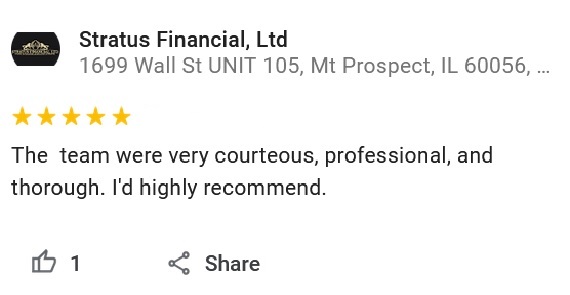 Stratus Financial, Ltd
1699 Wall St UNIT 105, Mt Prospect, IL 60056, ...
The team were very courteous, professional, and
thorough. I'd highly recommend.
1
Share